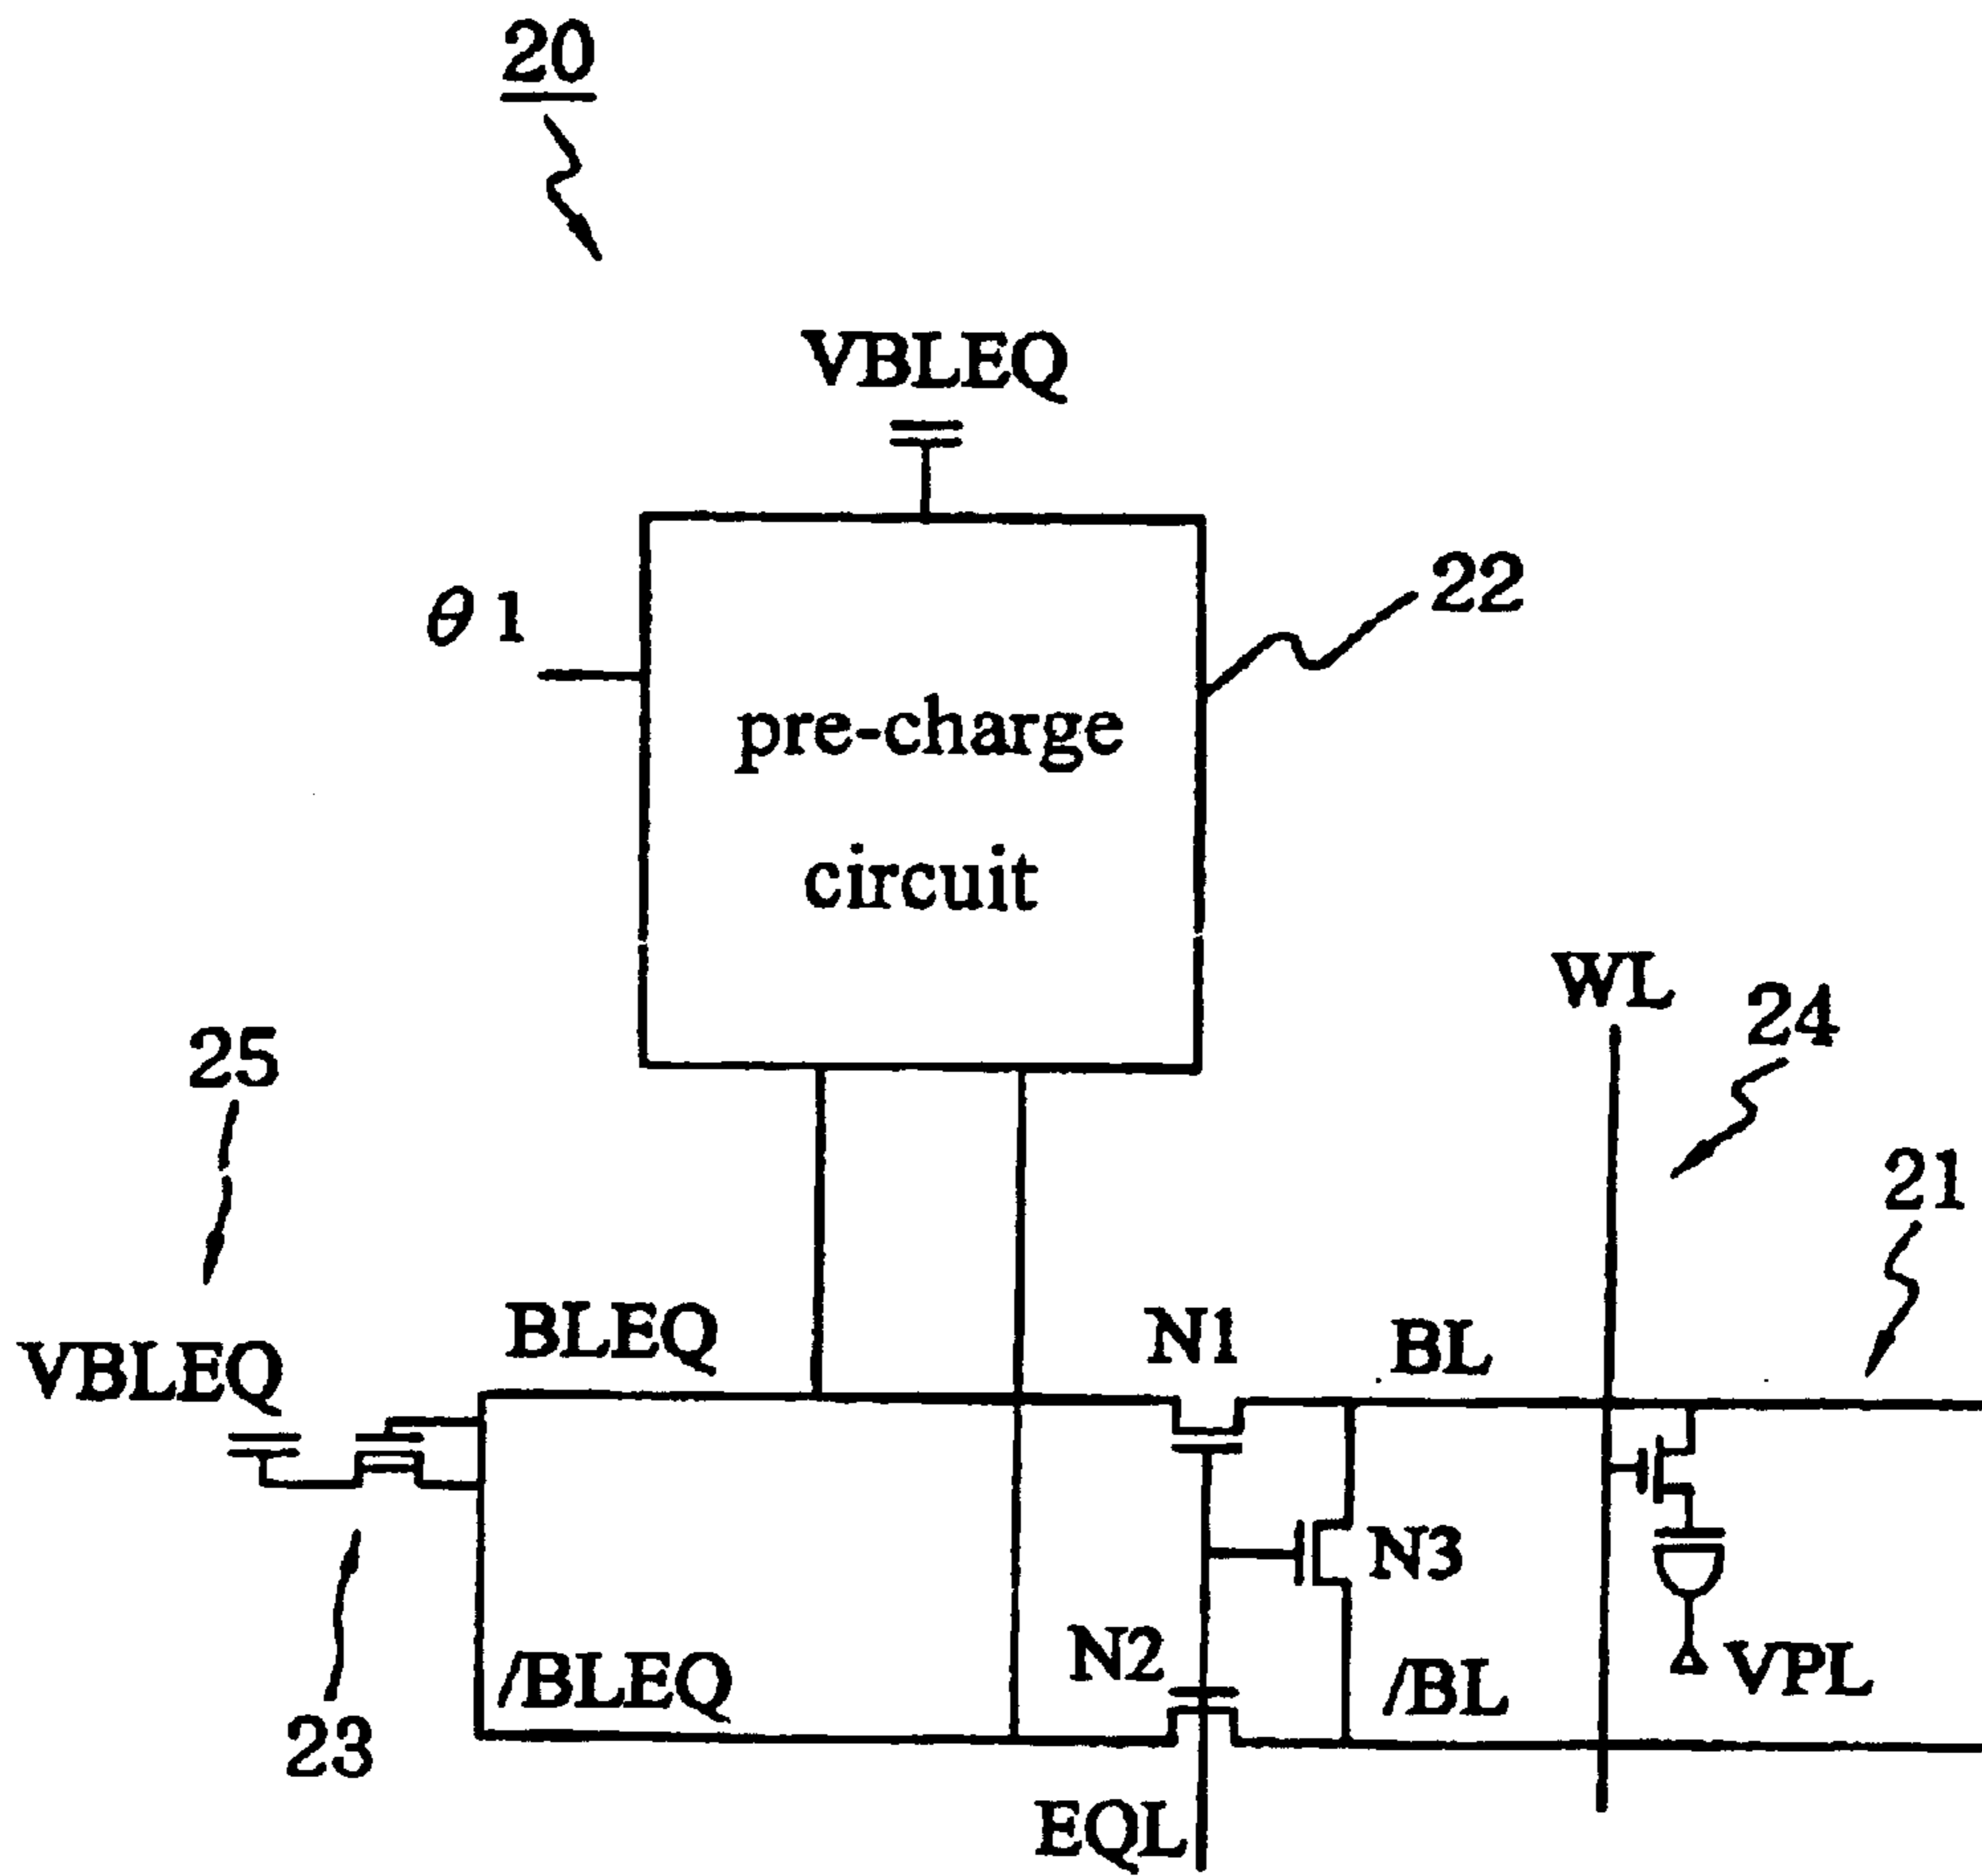 20
VBLEQ
θ1
22
pre-charge
circuit
WL
24
25
21
BLEQ
N1
BL
VBLEQ
N3
N2
/BLEQ
/BL
VPL
23
EQL